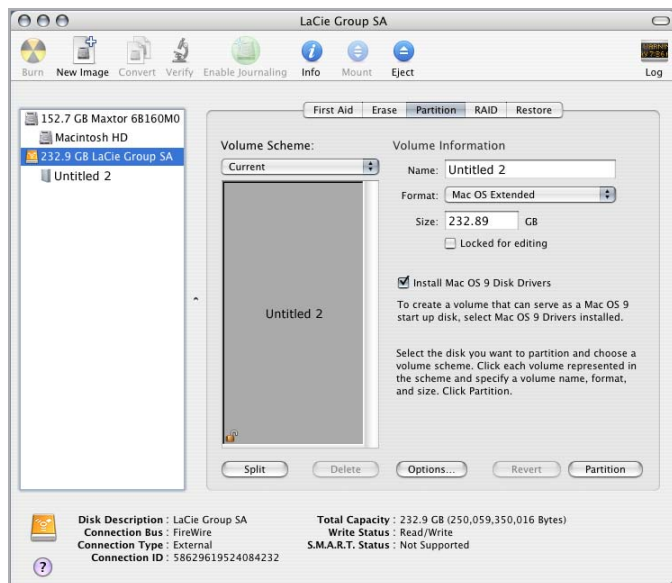 LaCie Group SA
Burn New Image Convert Verify Enable Journaling Info Mount Eject Log
152.7 GB Maxtor 6B160M0
Macintosh HD
232.9 GB LaCie Group SA
Untitled 2
First Aid Erase Partition RAID Restore
Volume Scheme:
Current
Untitled 2
Volume Information
Name: Untitled 2
Format: Mac OS Extended
Size: 232.89 GB
Locked for editing
Install Mac OS 9 Disk Drivers
To create a volume that can serve as a Mac OS 9
start up disk, select Mac OS 9 Drivers installed.
Select the disk you want to partition and choose a
volume scheme. Click each volume represented in
the scheme and specify a volume name, format,
and size. Click Partition.
Split Delete Options... Revert Partition
Disk Description : LaCie Group SA
Connection Bus : FireWire
Connection Type : External
Connection ID : 58629619524084232
Total Capacity : 232.9 GB (250,059,350,016 Bytes)
Write Status : Read/Write
S.M.A.R.T. Status : Not Supported
?